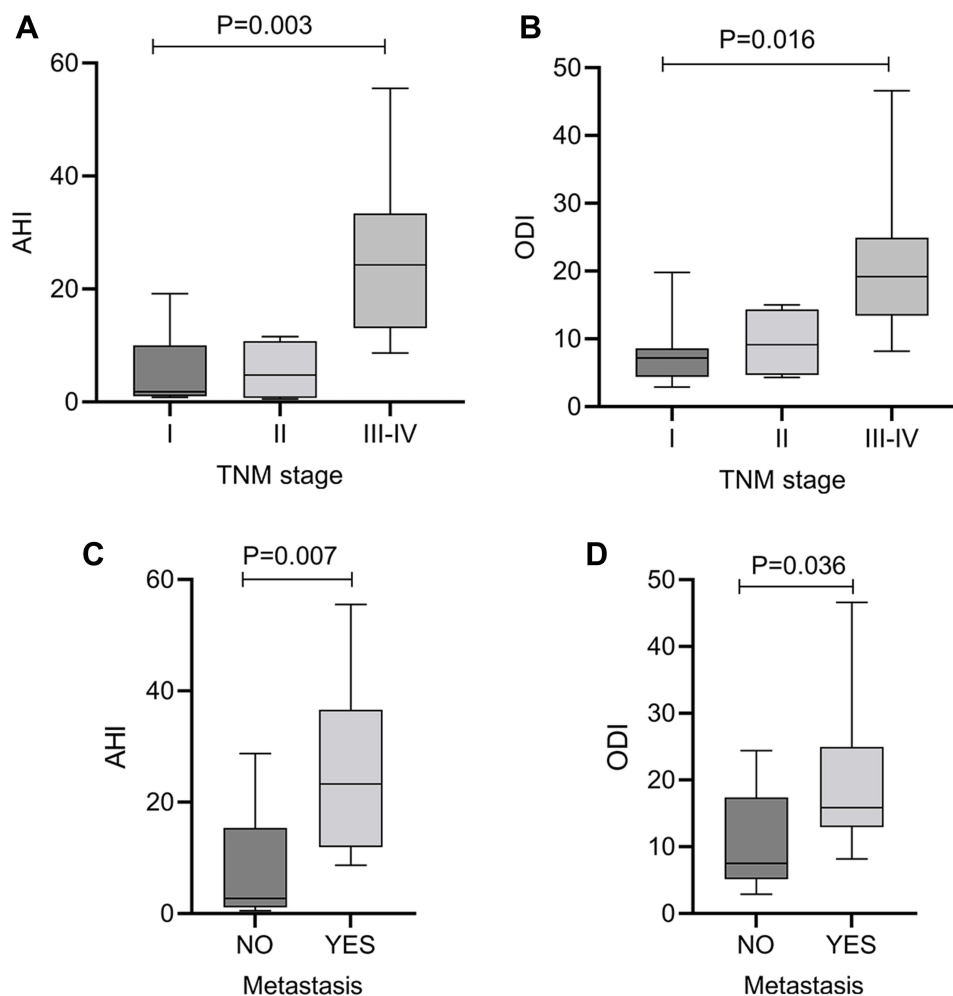 A
P=0.003
AHI
60
40
20
0
I II III-IV
TNM stage
B
P=0.016
ODI
50
40
30
20
10
0
I II III-IV
TNM stage
C
P=0.007
AHI
60
40
20
0
NO YES
Metastasis
D
P=0.036
ODI
50
40
30
20
10
0
NO YES
Metastasis